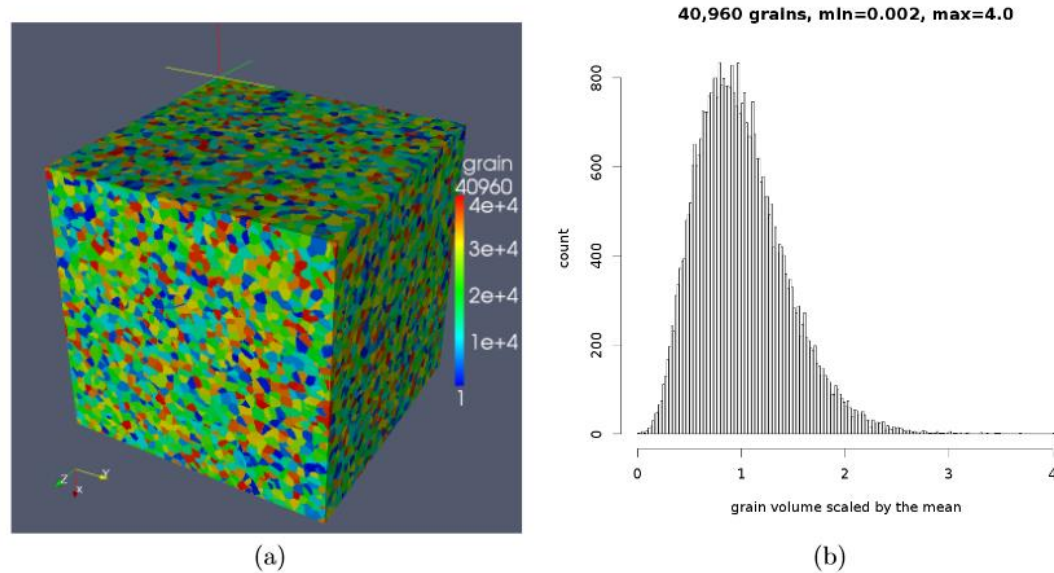 grain
40960
4e+4
3e+4
2e+4
1e+4
1
Z
Y
x
(a)
40,960 grains, min=0.002, max=4.0
count
800
600
400
200
0
0 1 2 3 4
grain volume scaled by the mean
(b)